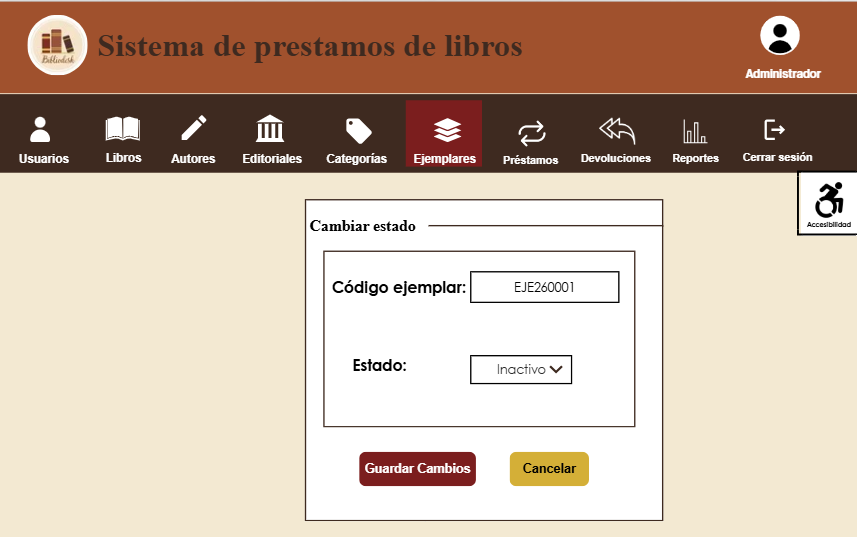 Bibliodesk
Sistema de prestamos de libros
Administrador
Usuarios
Libros
Autores
Editoriales
Categorías
Ejemplares
Préstamos
Devoluciones
Reportes
Cerrar sesión
Accesibilidad
Cambiar estado
Código ejemplar:
EJE260001
Estado:
Inactivo
Guardar Cambios
Cancelar